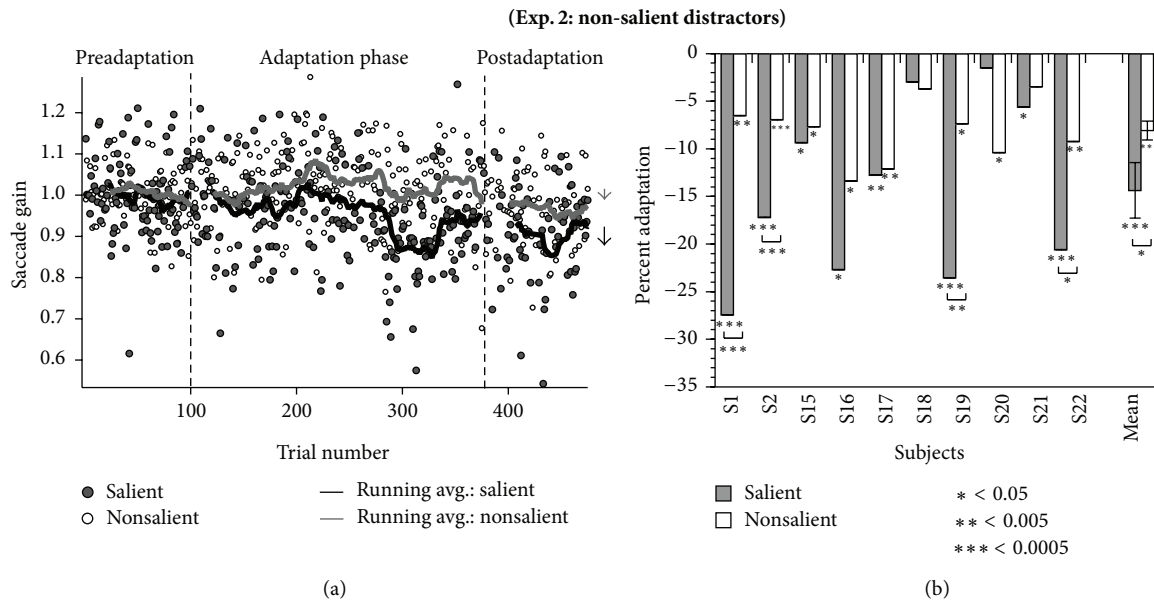 (Exp. 2: non-salient distractors)
Preadaptation
Adaptation phase
Postadaptation
Saccade gain
1.2
1.1
1.0
0.9
0.8
0.7
0.6
100
200
300
400
Trial number
Salient
Nonsalient
Running avg.: salient
Running avg.: nonsalient
(a)
Percent adaptation
0
−5
−10
−15
−20
−25
−30
−35
∗∗∗
∗∗∗
∗∗
∗∗∗
∗∗∗
∗∗∗
∗
∗
∗
∗
∗∗
∗∗
∗∗∗
∗∗
∗
∗
∗
∗∗∗
∗
∗∗
∗∗∗
∗
∗∗
S1
S2
S15
S16
S17
S18
S19
S20
S21
S22
Mean
Subjects
Salient
Nonsalient
∗ < 0.05
∗∗ < 0.005
∗∗∗ < 0.0005
(b)